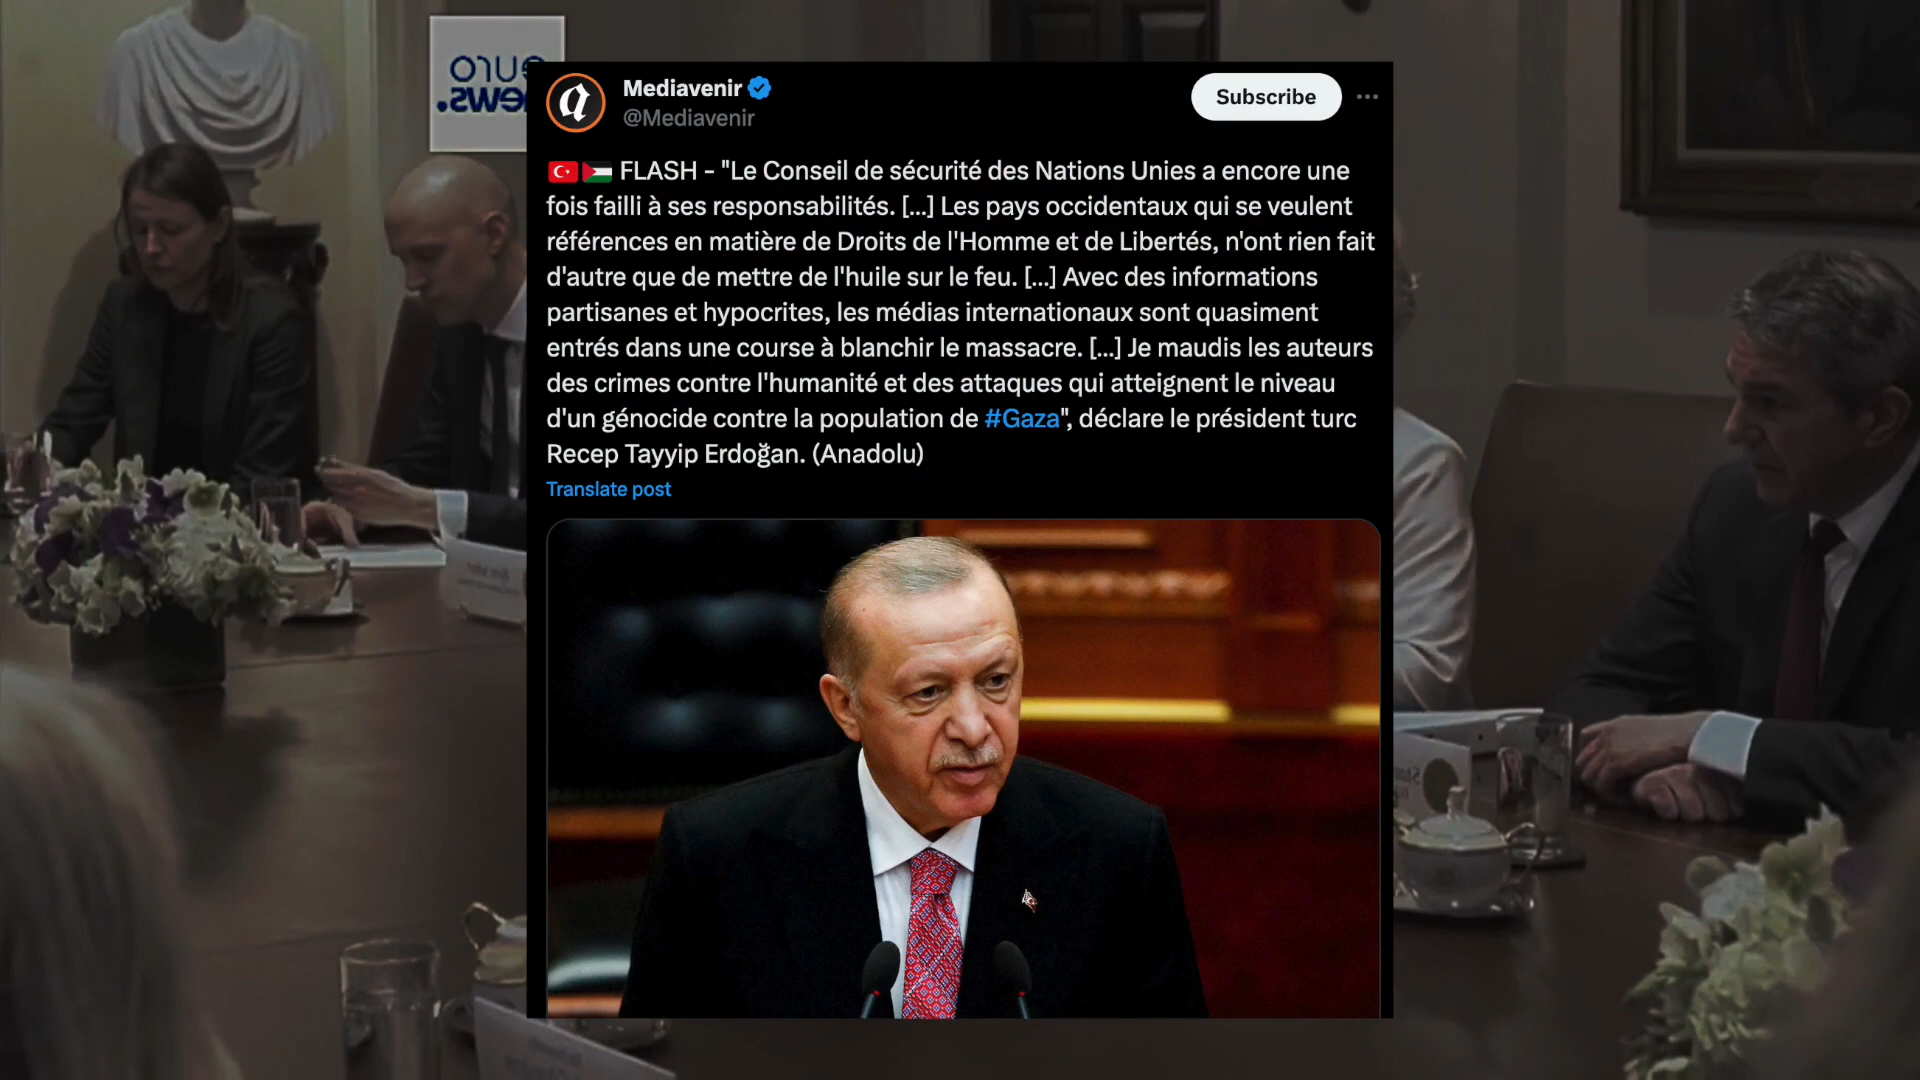 euro
news.
Mediavenir
Subscribe
@Mediavenir
FLASH - "Le Conseil de sécurité des Nations Unies a encore une
fois failli à ses responsabilités. [...] Les pays occidentaux qui se veulent
références en matière de Droits de l'Homme et de Libertés, n'ont rien fait
d'autre que de mettre de l'huile sur le feu. [...] Avec des informations
partisanes et hypocrites, les médias internationaux sont quasiment
entrés dans une course à blanchir le massacre. [...] Je maudis les auteurs
des crimes contre l'humanité et des attaques qui atteignent le niveau
d'un génocide contre la population de #Gaza", déclare le président turc
Recep Tayyip Erdoğan. (Anadolu)
Translate post